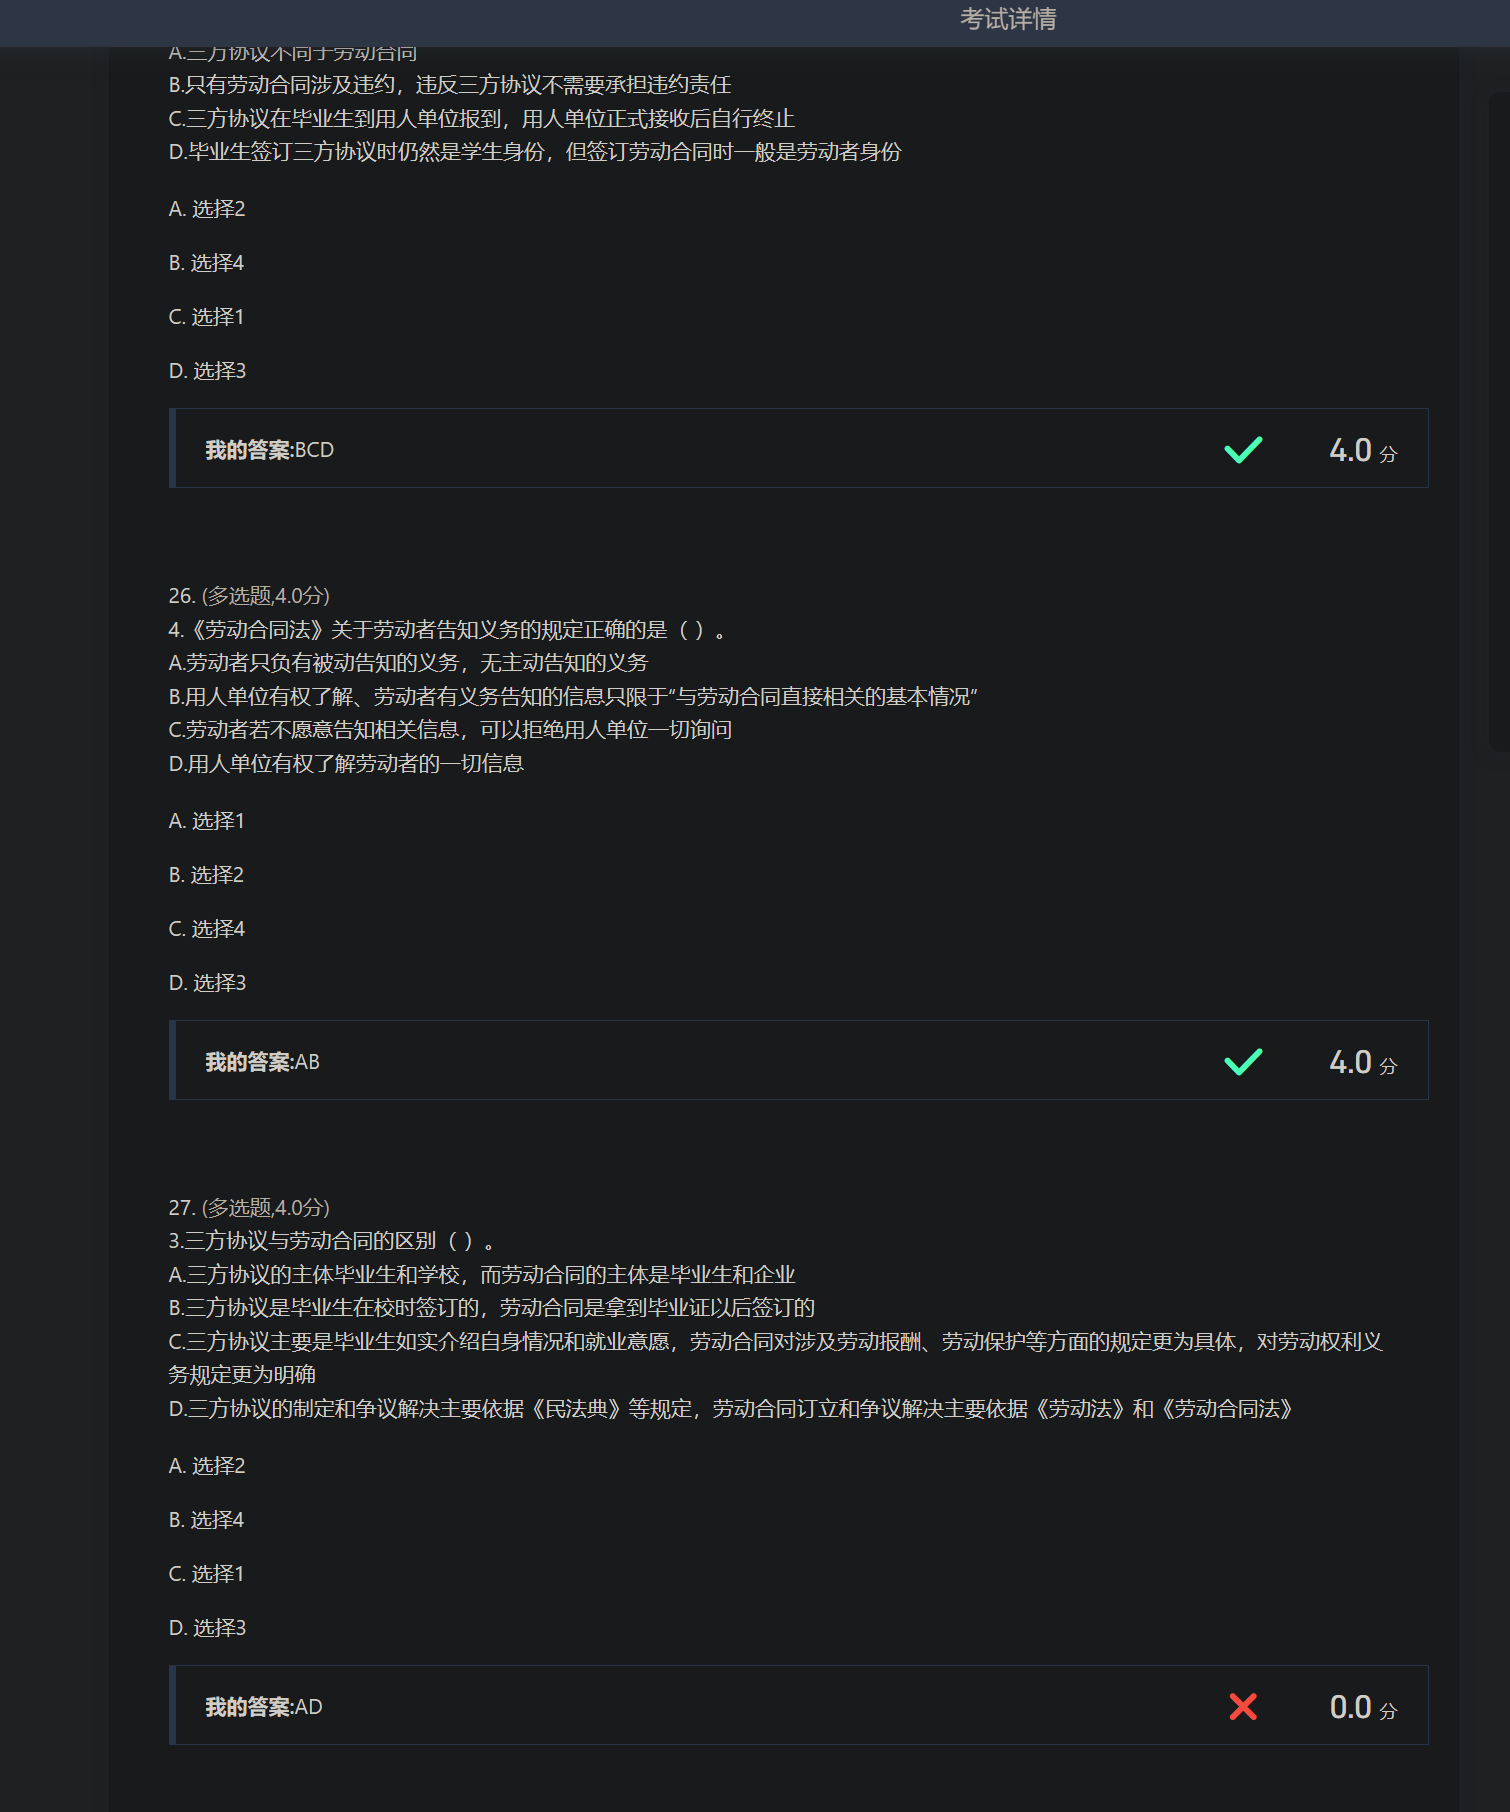 考试详情
A.三方协议不同于劳动合同
B.只有劳动合同涉及违约，违反三方协议不需要承担违约责任
C.三方协议在毕业生到用人单位报到，用人单位正式接收后自行终止
D.毕业生签订三方协议时仍然是学生身份，但签订劳动合同时一般是劳动者身份
A. 选择2
B. 选择4
C. 选择1
D. 选择3
我的答案:BCD 4.0 分
26. (多选题,4.0分)
4.《劳动合同法》关于劳动者告知义务的规定正确的是（ ）。
A.劳动者只负有被动告知的义务，无主动告知的义务
B.用人单位有权了解、劳动者有义务告知的信息只限于“与劳动合同直接相关的基本情况”
C.劳动者若不愿意告知相关信息，可以拒绝用人单位一切询问
D.用人单位有权了解劳动者的一切信息
A. 选择1
B. 选择2
C. 选择4
D. 选择3
我的答案:AB 4.0 分
27. (多选题,4.0分)
3.三方协议与劳动合同的区别（ ）。
A.三方协议的主体毕业生和学校，而劳动合同的主体是毕业生和企业
B.三方协议是毕业生在校时签订的，劳动合同是拿到毕业证以后签订的
C.三方协议主要是毕业生如实介绍自身情况和就业意愿，劳动合同对涉及劳动报酬、劳动保护等方面的规定更为具体，对劳动权利义
务规定更为明确
D.三方协议的制定和争议解决主要依据《民法典》等规定，劳动合同订立和争议解决主要依据《劳动法》和《劳动合同法》
A. 选择2
B. 选择4
C. 选择1
D. 选择3
我的答案:AD 0.0 分